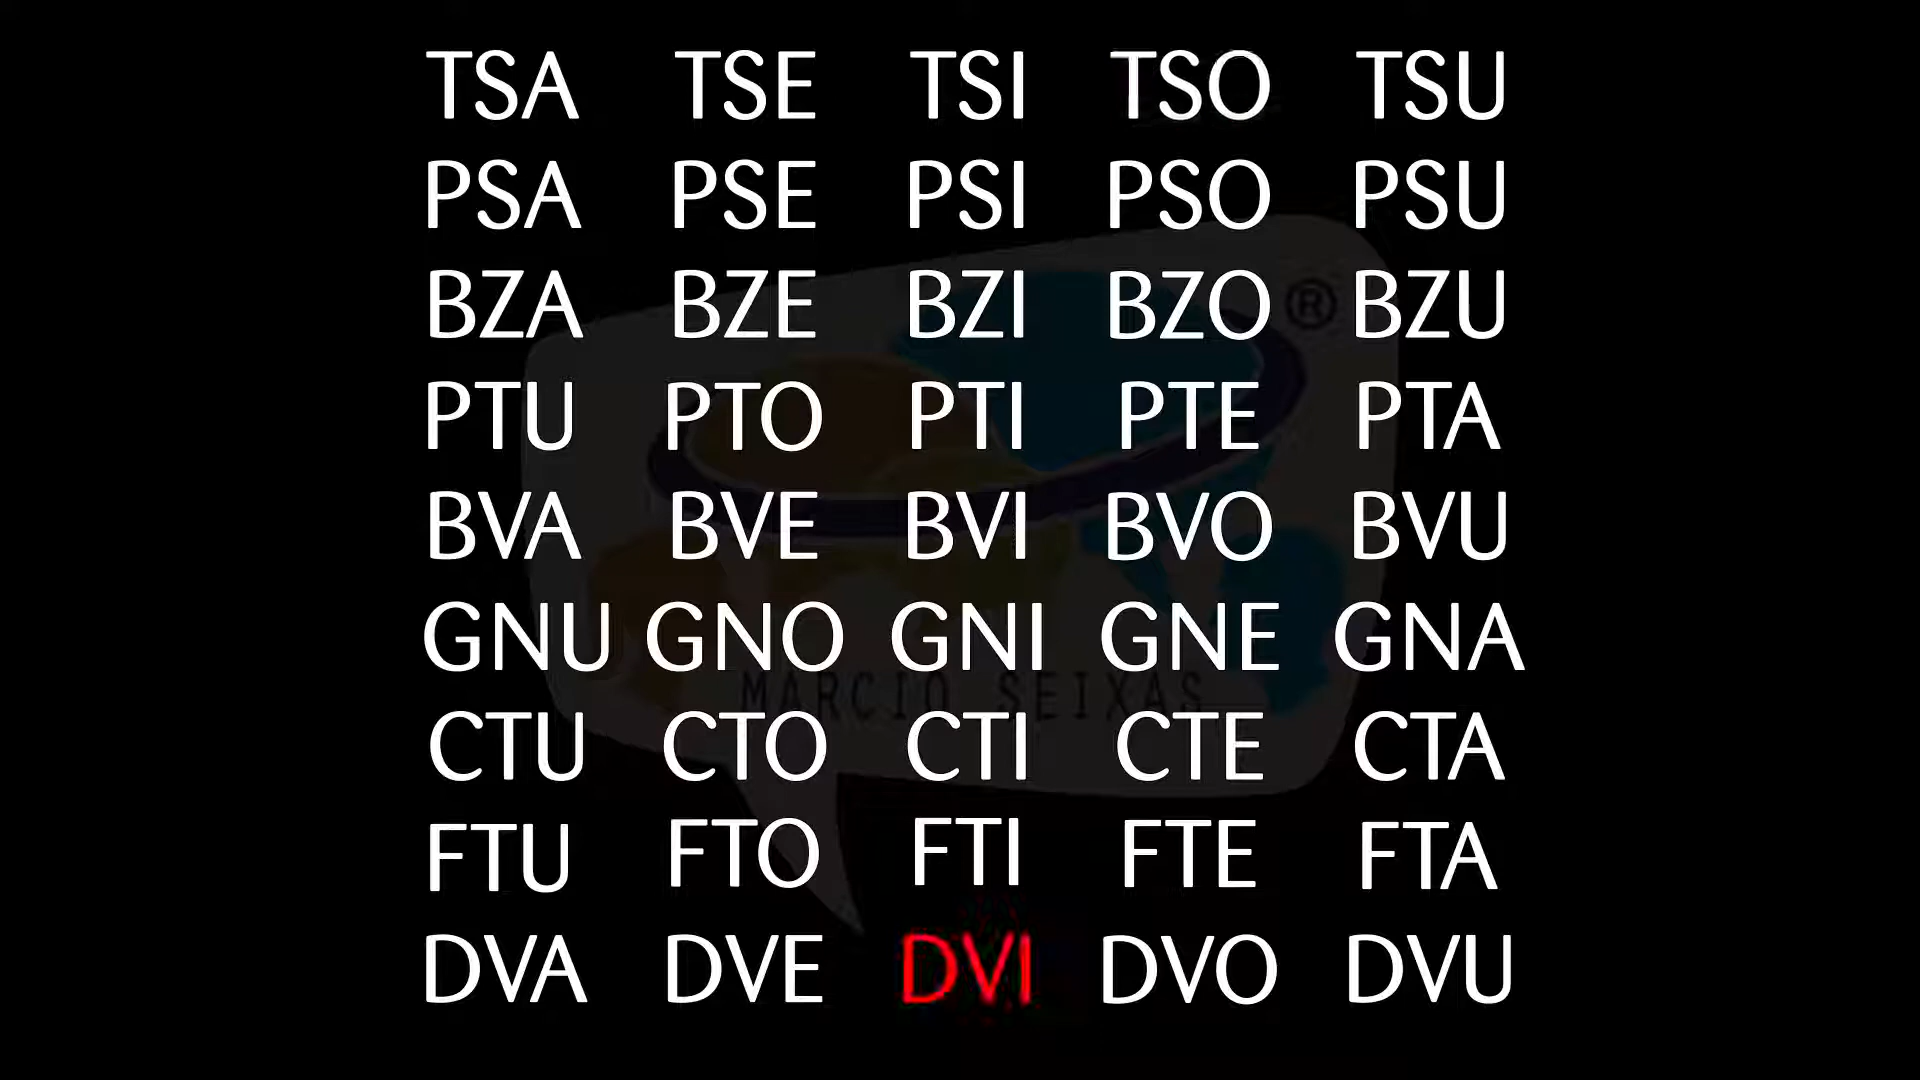 TSA TSE TSI TSO TSU
PSA PSE PSI PSO PSU
BZA BZE BZI BZO BZU
®
PTU PTO PTI PTE PTA
BVA BVE BVI BVO BVU
GNU GNO GNI GNE GNA
MARCIO SEIXAS
CTU CTO CTI CTE CTA
FTU FTO FTI FTE FTA
DVA DVE DVI DVO DVU